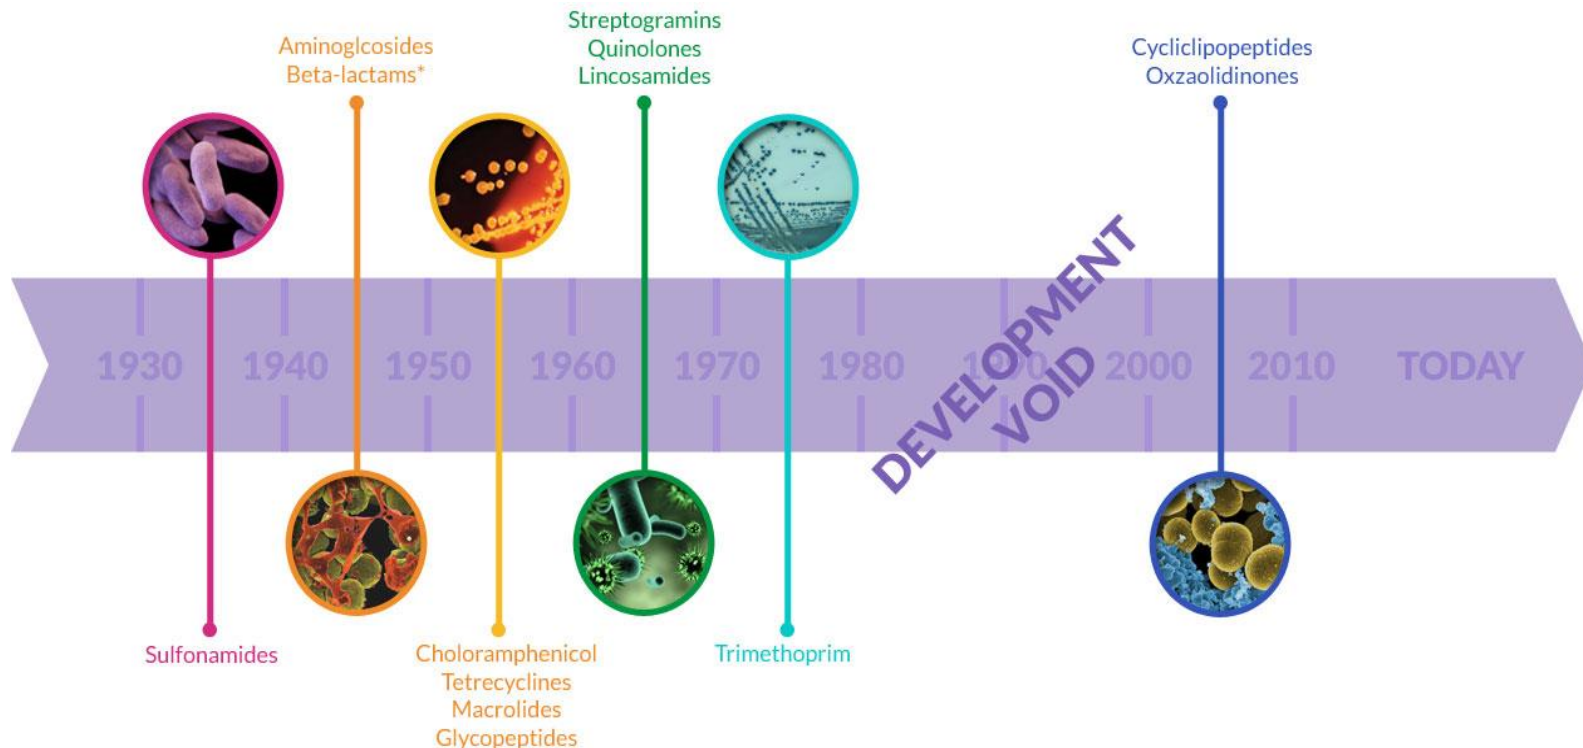 Streptogramins
Quinolones
Lincosamides
Aminoglcosides
Beta-lactams*
Cycliclipopeptides
Oxzaolidinones
1930
1940
1950
1960
1970
1980
1990
2000
2010
TODAY
DEVELOPMENT
VOID
Sulfonamides
Choloramphenicol
Tetrecyclines
Macrolides
Glycopeptides
Trimethoprim